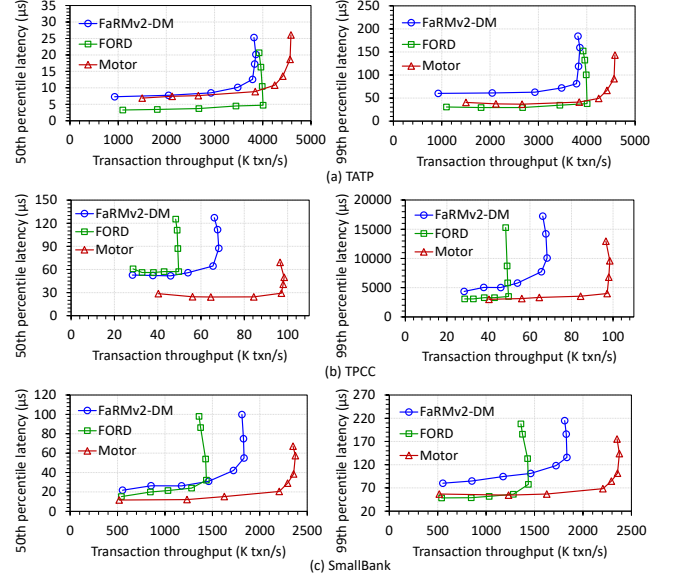 50th percentile latency (µs)
35
30
25
20
15
10
5
0
FaRMv2-DM
FORD
Motor
0 1000 2000 3000 4000 5000
Transaction throughput (K txn/s)
99th percentile latency (µs)
250
200
150
100
50
0
FaRMv2-DM
FORD
Motor
0 1000 2000 3000 4000 5000
Transaction throughput (K txn/s)
(a) TATP
50th percentile latency (µs)
150
120
90
60
30
0
FaRMv2-DM
FORD
Motor
0 20 40 60 80 100
Transaction throughput (K txn/s)
99th percentile latency (µs)
20000
15000
10000
5000
0
FaRMv2-DM
FORD
Motor
0 20 40 60 80 100
Transaction throughput (K txn/s)
(b) TPCC
50th percentile latency (µs)
120
100
80
60
40
20
0
FaRMv2-DM
FORD
Motor
0 500 1000 1500 2000 2500
Transaction throughput (K txn/s)
99th percentile latency (µs)
270
220
170
120
70
20
FaRMv2-DM
FORD
Motor
0 500 1000 1500 2000 2500
Transaction throughput (K txn/s)
(c) SmallBank